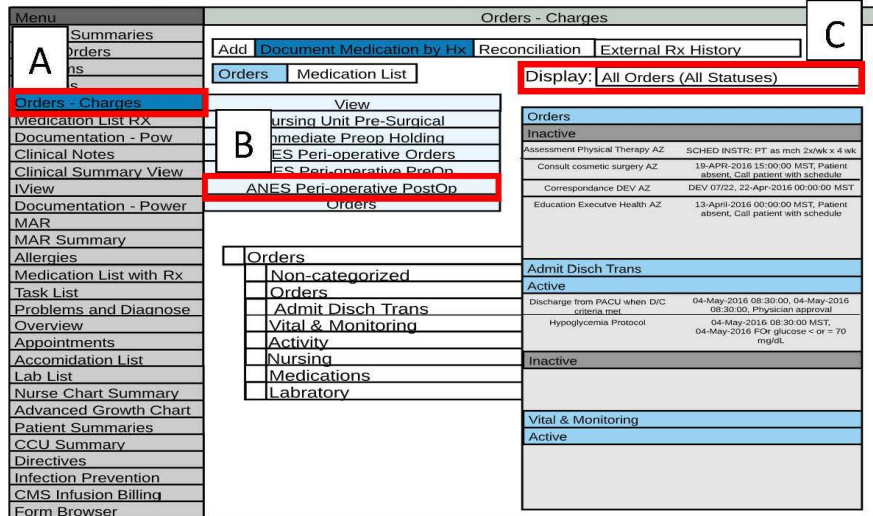 Menu
Orders - Charges
A
C
B
Summaries
Orders - Charges
Medication List RX
Documentation - Pow
Clinical Notes
Clinical Summary View
IView
Documentation - Power
MAR
MAR Summary
Allergies
Medication List with Rx
Task List
Problems and Diagnose
Overview
Appointments
Accomidation List
Lab List
Nurse Chart Summary
Advanced Growth Chart
Patient Summaries
CCU Summary
Directives
Infection Prevention
CMS Infusion Billing
Form Browser
Add Document Medication by Hx Reconciliation External Rx History
Orders Medication List
Display: All Orders (All Statuses)
View
ursing Unit Pre-Surgical
mmediate Preop Holding
ES Peri-operative Orders
ES Peri-operative PreOp
ANES Peri-operative PostOp
Orders
Orders
Non-categorized
Orders
Admit Disch Trans
Vital & Monitoring
Activity
Nursing
Medications
Labratory
Orders
Inactive
Assessment Physical Therapy AZ SCHED INSTR: PT as mch 2x/wk x 4 wk
Consult cosmetic surgery AZ 19-APR-2016 15:00:00 MST, Patient
absent, Call patient with schedule
Correspondance DEV AZ DEV 07/22, 22-Apr-2016 00:00:00 MST
Education Executve Health AZ 13-April-2016 00:00:00 MST, Patient
absent, Call patient with schedule
Admit Disch Trans
Active
Discharge from PACU when D/C 04-May-2016 08:30:00, 04-May-2016
criteria met 08:30:00, Physician approval
Hypoglycemia Protocol 04-May-2016 08:30:00 MST,
04-May-2016 FOr glucose < or = 70
mg/dL
Inactive
Vital & Monitoring
Active